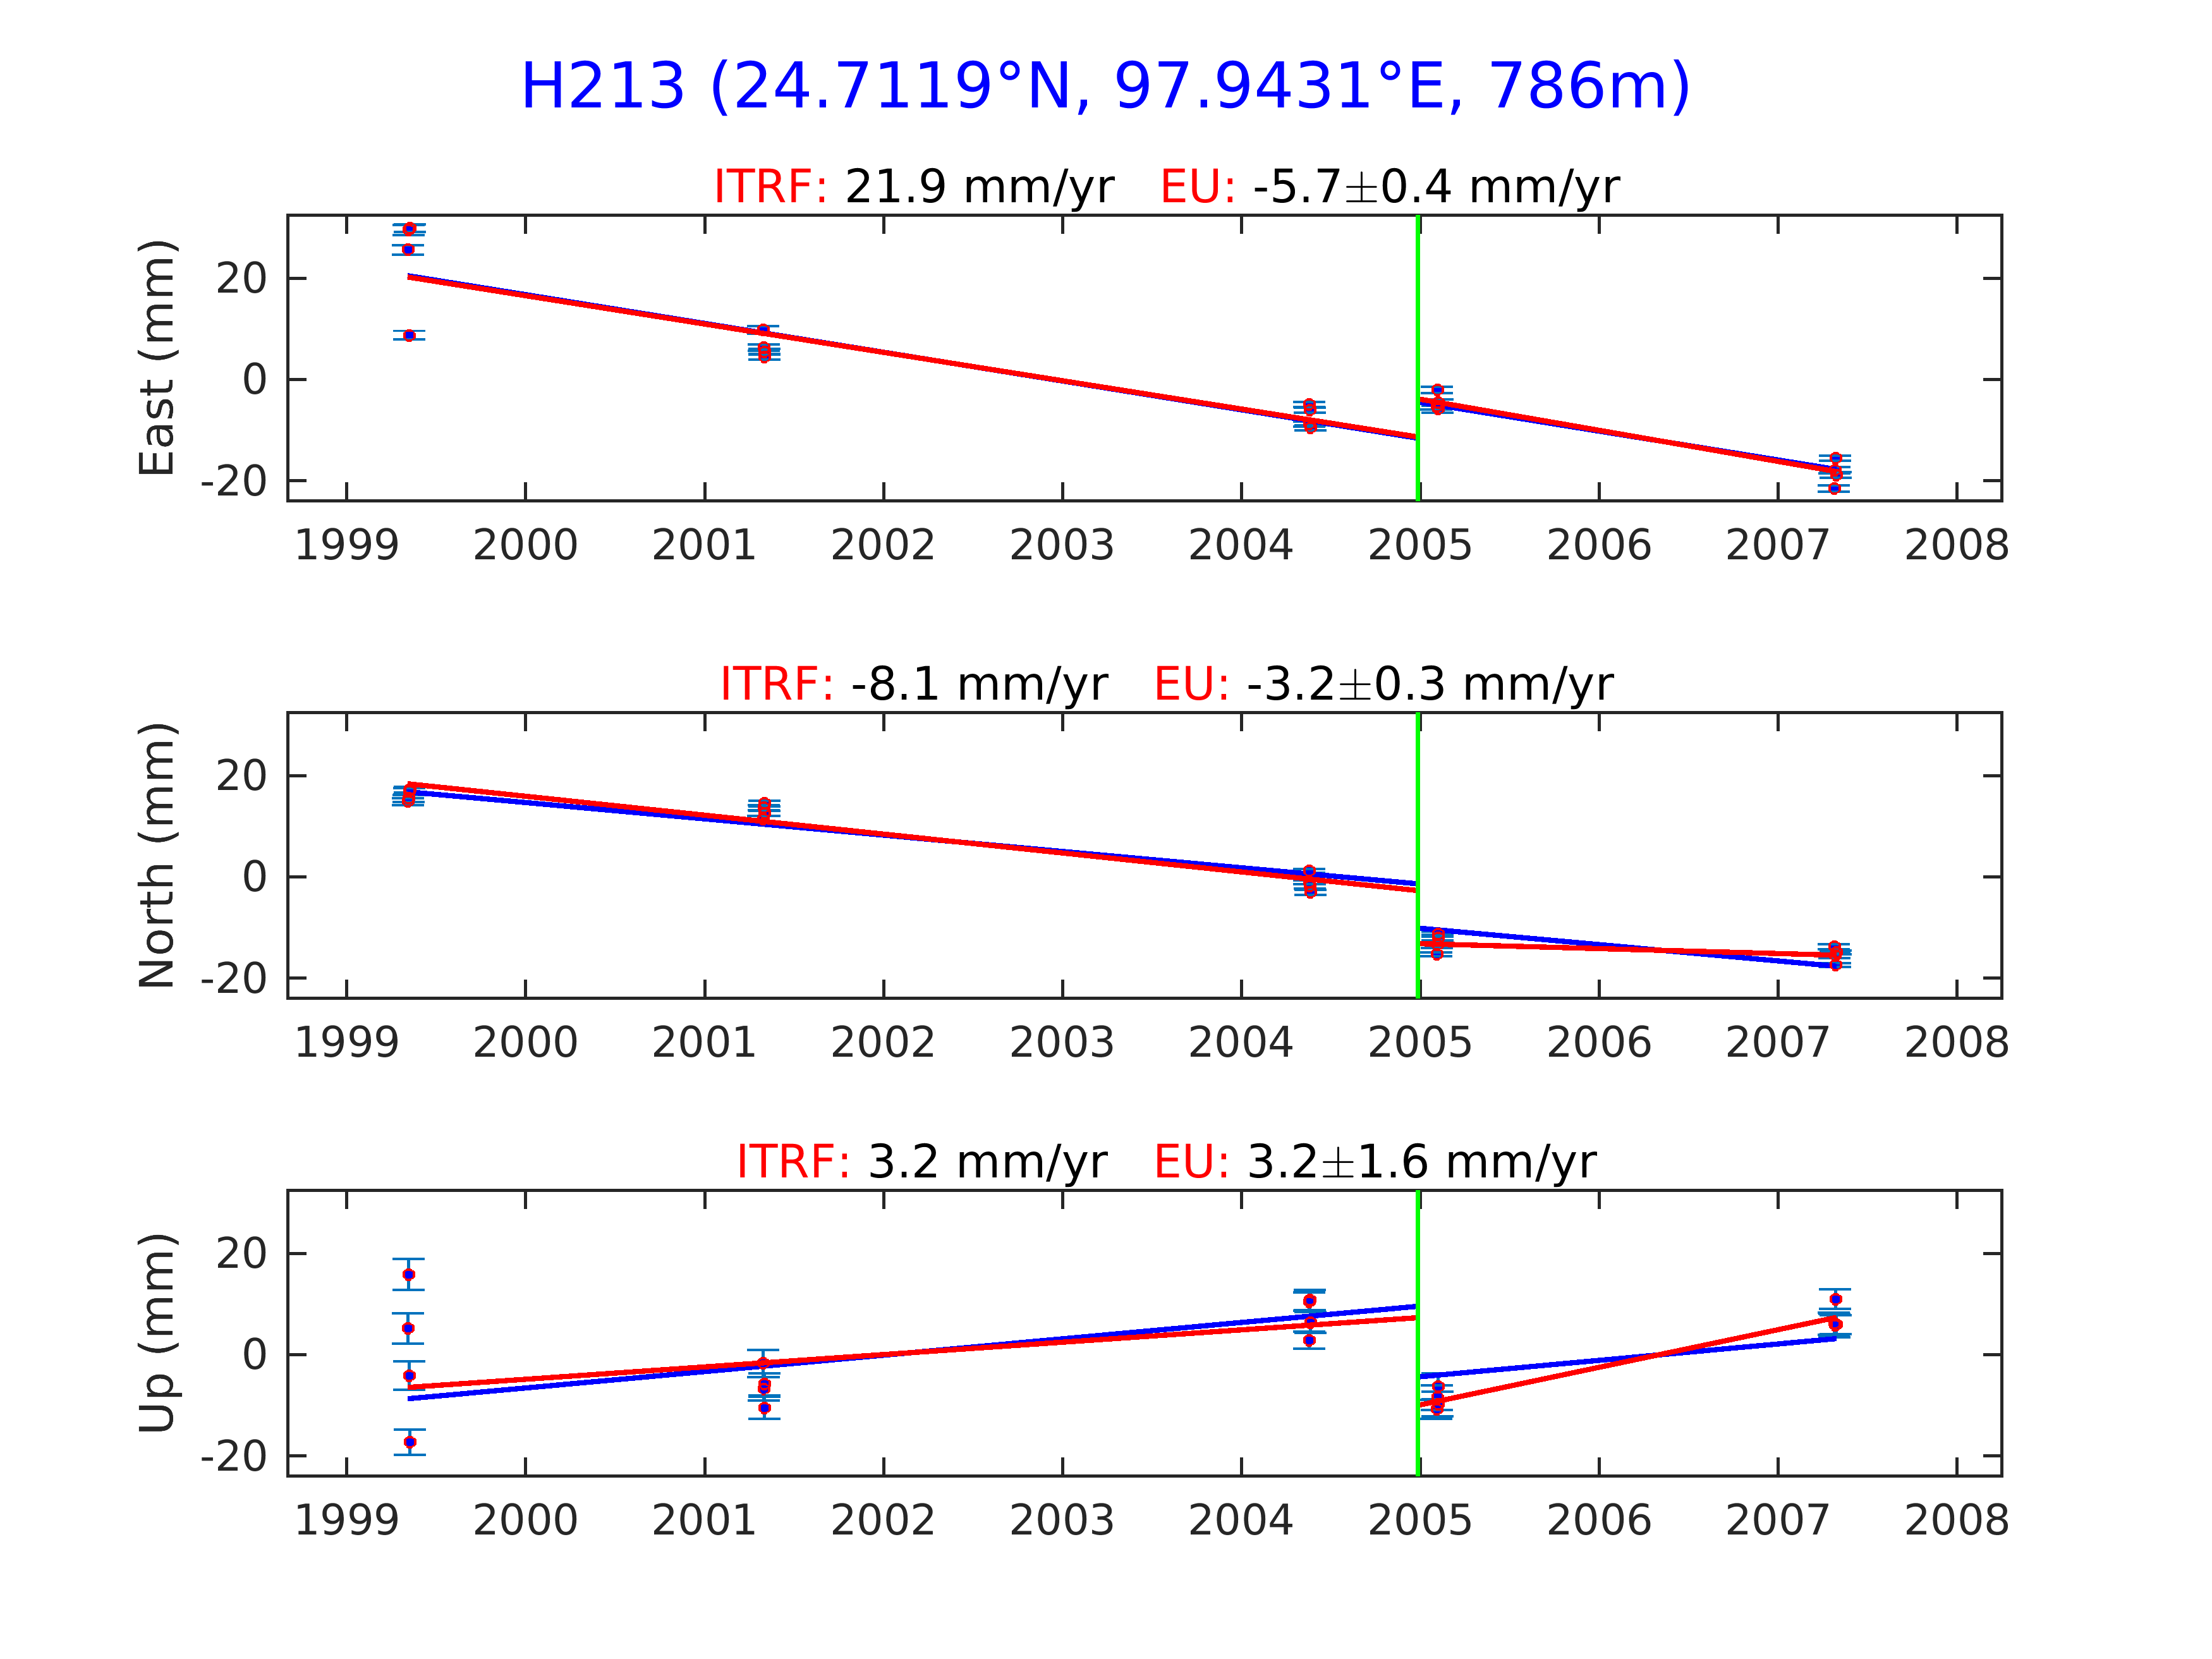 H213 (24.7119°N, 97.9431°E, 786m)
ITRF: 21.9 mm/yr EU: -5.7±0.4 mm/yr
East (mm)
20
0
-20
1999 2000 2001 2002 2003 2004 2005 2006 2007 2008
ITRF: -8.1 mm/yr EU: -3.2±0.3 mm/yr
North (mm)
20
0
-20
1999 2000 2001 2002 2003 2004 2005 2006 2007 2008
ITRF: 3.2 mm/yr EU: 3.2±1.6 mm/yr
Up (mm)
20
0
-20
1999 2000 2001 2002 2003 2004 2005 2006 2007 2008